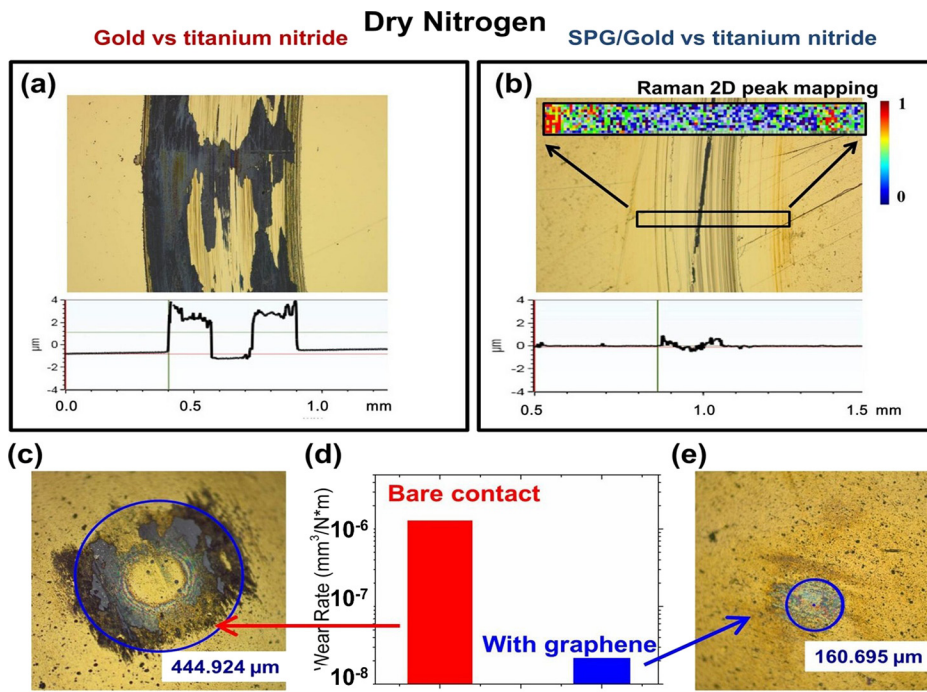 Dry Nitrogen
Gold vs titanium nitride
SPG/Gold vs titanium nitride
(a)
4
2
0
-2
-4
µm
0.0
0.5
1.0
mm
(b)
Raman 2D peak mapping
1
0
4
2
0
-2
-4
µm
0.5
1.0
1.5 mm
(c)
444.924 µm
(d)
Wear Rate (mm³/N*m)
10⁻⁶
10⁻⁷
10⁻⁸
Bare contact
With graphene
(e)
160.695 µm